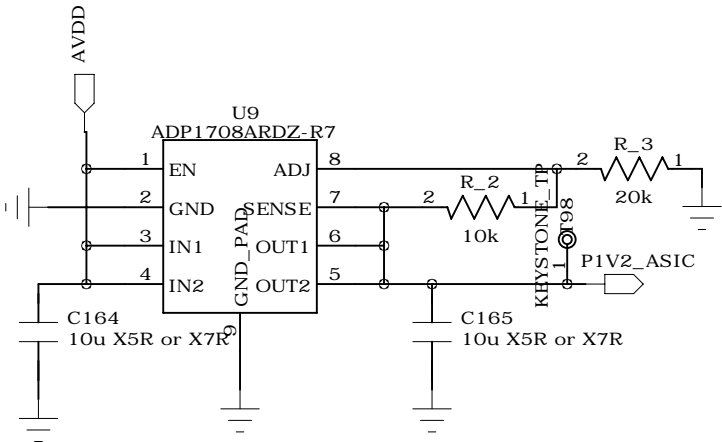 AVDD
U9
ADP1708ARDZ-R7
1
EN
ADJ
8
2
R_3
1
20k
2
GND
SENSE
7
2
R_2
1
10k
KEYSTONE_TP
T98
1
3
IN1
OUT1
6
P1V2_ASIC
4
IN2
GND_PAD
OUT2
5
9
C164
10u X5R or X7R
C165
10u X5R or X7R